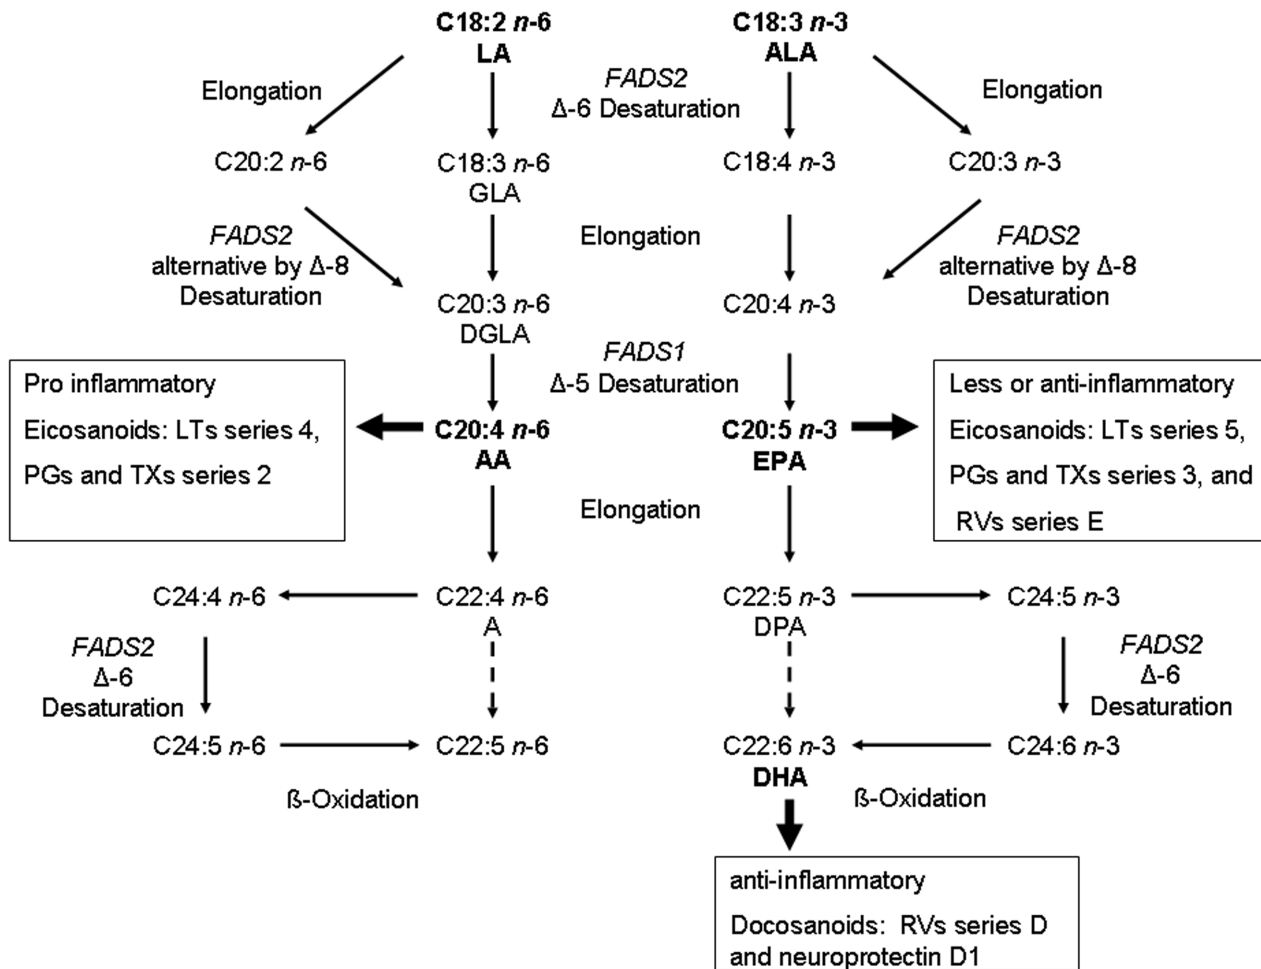 C18:2 n-6
LA
C18:3 n-3
ALA
Elongation
FADS2
Δ-6 Desaturation
Elongation
C20:2 n-6
C18:3 n-6
GLA
C18:4 n-3
C20:3 n-3
FADS2
alternative by Δ-8
Desaturation
Elongation
FADS2
alternative by Δ-8
Desaturation
C20:3 n-6
DGLA
C20:4 n-3
FADS1
Δ-5 Desaturation
Pro inflammatory
Eicosanoids: LTs series 4,
PGs and TXs series 2
C20:4 n-6
AA
C20:5 n-3
EPA
Less or anti-inflammatory
Eicosanoids: LTs series 5,
PGs and TXs series 3, and
RVs series E
Elongation
C24:4 n-6
C22:4 n-6
A
C22:5 n-3
DPA
C24:5 n-3
FADS2
Δ-6
Desaturation
FADS2
Δ-6
Desaturation
C24:5 n-6
C22:5 n-6
C22:6 n-3
DHA
C24:6 n-3
ß-Oxidation
ß-Oxidation
anti-inflammatory
Docosanoids: RVs series D
and neuroprotectin D1